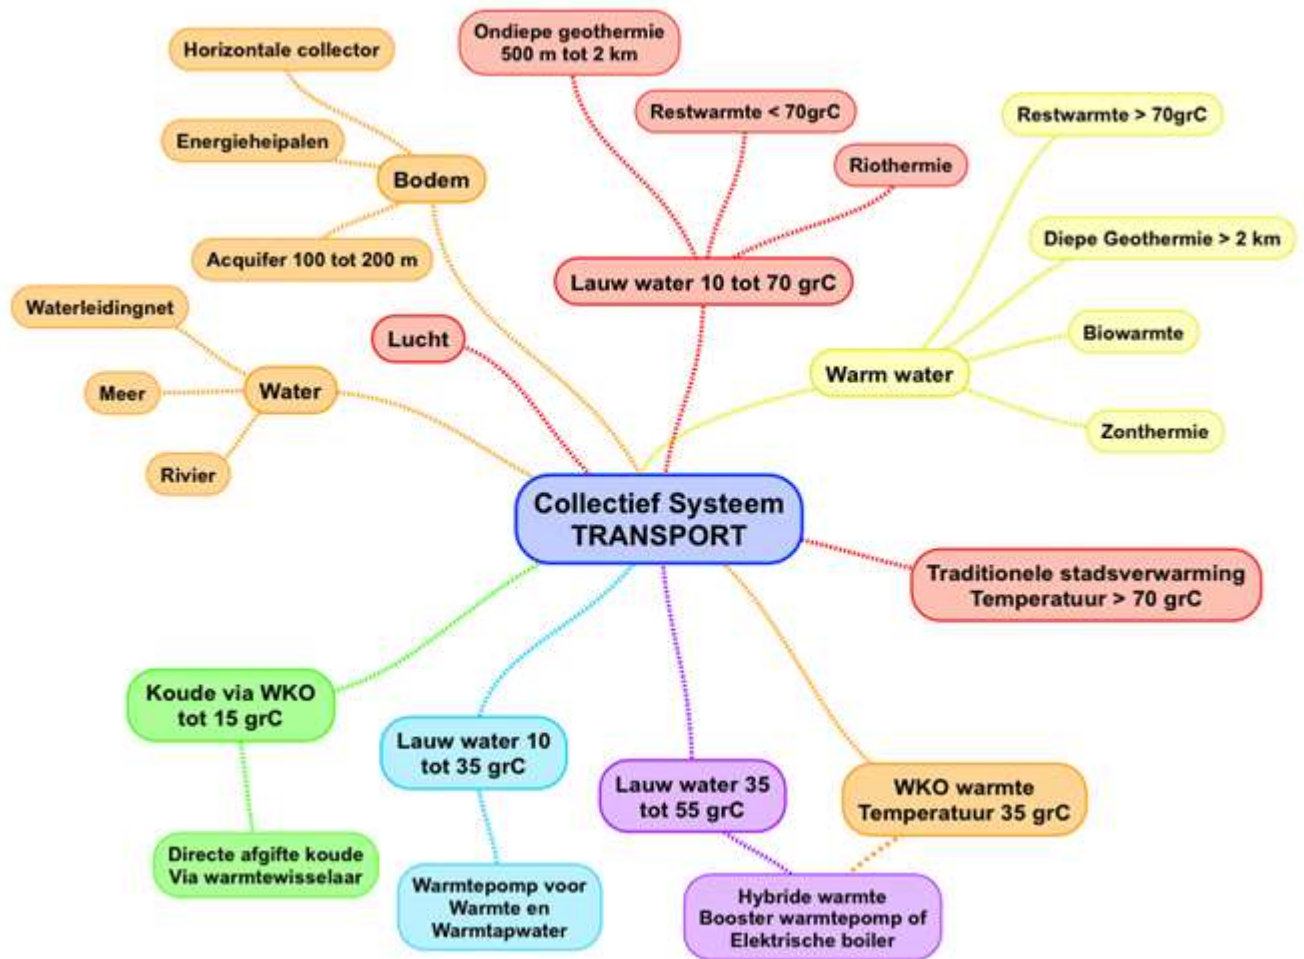 Ondiepe geothermie
500 m tot 2 km
Horizontale collector
Restwarmte < 70grC
Restwarmte > 70grC
Energieheipalen
Riothermie
Bodem
Diepe Geothermie > 2 km
Acquifer 100 tot 200 m
Lauw water 10 tot 70 grC
Waterleidingnet
Lucht
Biowarmte
Warm water
Meer
Water
Zonthermie
Rivier
Collectief Systeem
TRANSPORT
Traditionele stadsverwarming
Temperatuur > 70 grC
Koude via WKO
tot 15 grC
Lauw water 10
tot 35 grC
Lauw water 35
tot 55 grC
WKO warmte
Temperatuur 35 grC
Directe afgifte koude
Via warmtewisselaar
Warmtepomp voor
Warmte en
Warmtapwater
Hybride warmte
Booster warmtepomp of
Elektrische boiler